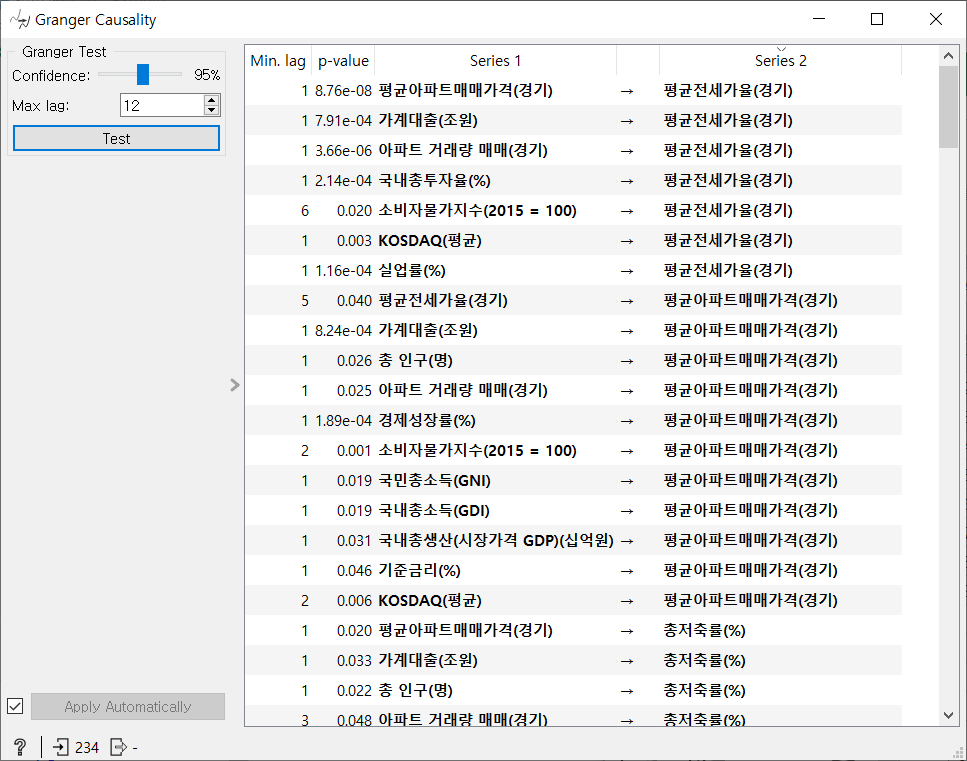 Granger Causality
Granger Test
Confidence: 95%
Max lag: 12
Test
Min. lag p-value Series 1 Series 2
1 8.76e-08 평균아파트매매가격(경기) → 평균전세가율(경기)
1 7.91e-04 가계대출(조원) → 평균전세가율(경기)
1 3.66e-06 아파트 거래량 매매(경기) → 평균전세가율(경기)
1 2.14e-04 국내총투자율(%) → 평균전세가율(경기)
6 0.020 소비자물가지수(2015 = 100) → 평균전세가율(경기)
1 0.003 KOSDAQ(평균) → 평균전세가율(경기)
1 1.16e-04 실업률(%) → 평균전세가율(경기)
5 0.040 평균전세가율(경기) → 평균아파트매매가격(경기)
1 8.24e-04 가계대출(조원) → 평균아파트매매가격(경기)
1 0.026 총 인구(명) → 평균아파트매매가격(경기)
1 0.025 아파트 거래량 매매(경기) → 평균아파트매매가격(경기)
1 1.89e-04 경제성장률(%) → 평균아파트매매가격(경기)
2 0.001 소비자물가지수(2015 = 100) → 평균아파트매매가격(경기)
1 0.019 국민총소득(GNI) → 평균아파트매매가격(경기)
1 0.019 국내총소득(GDI) → 평균아파트매매가격(경기)
1 0.031 국내총생산(시장가격 GDP)(십억원) → 평균아파트매매가격(경기)
1 0.046 기준금리(%) → 평균아파트매매가격(경기)
2 0.006 KOSDAQ(평균) → 평균아파트매매가격(경기)
1 0.020 평균아파트매매가격(경기) → 총저축률(%)
1 0.033 가계대출(조원) → 총저축률(%)
1 0.022 총 인구(명) → 총저축률(%)
3 0.048 아파트 거래량 매매(경기) → 총저축률(%)
Apply Automatically
? 234 -